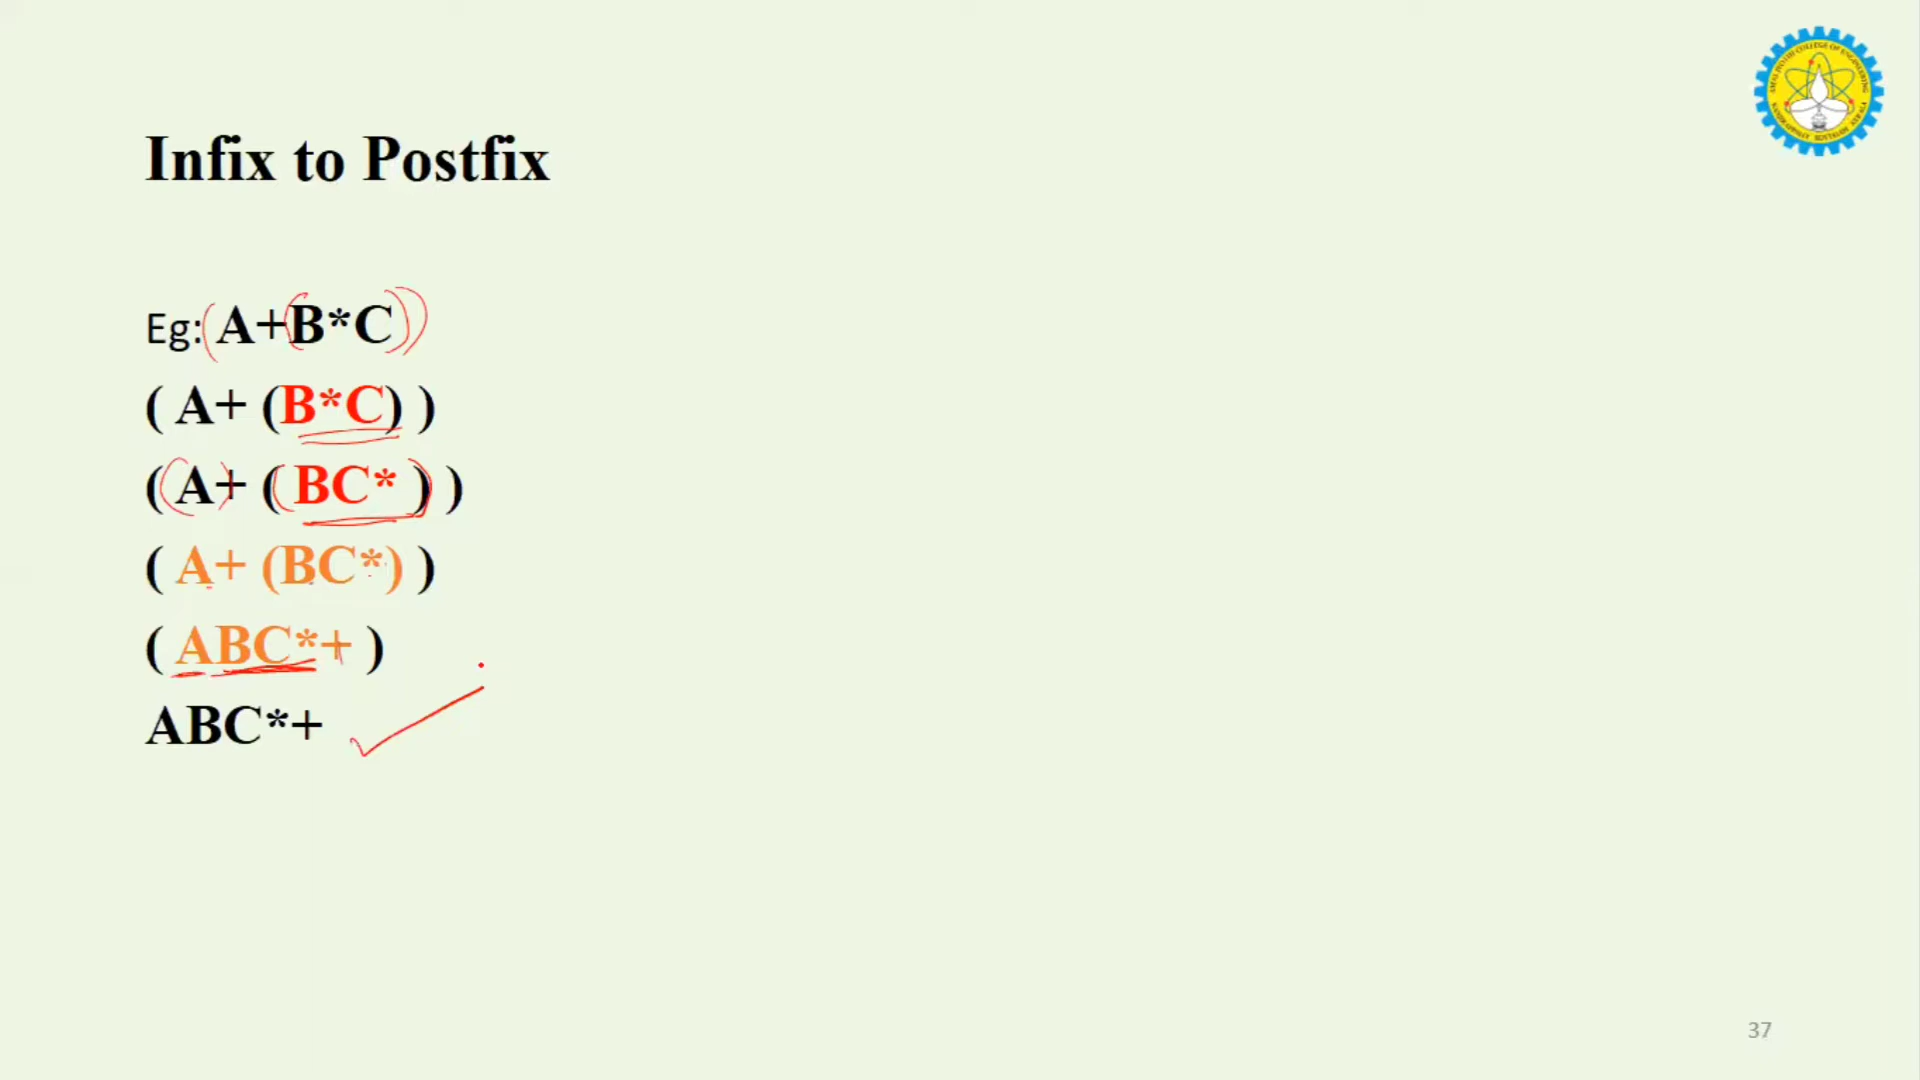 Infix to Postfix
Eg: A+B*C
( A+ (B*C) )
( A+ ( BC* ) )
( A+ (BC*) )
( ABC*+ )
ABC*+
37